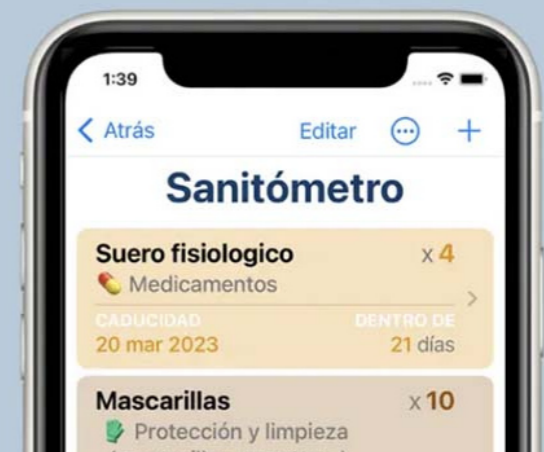 1:39
Atrás Editar
Sanitómetro
Suero fisiologico x 4
Medicamentos
CADUCIDAD DENTRO DE
20 mar 2023 21 días
Mascarillas x 10
Protección y limpieza